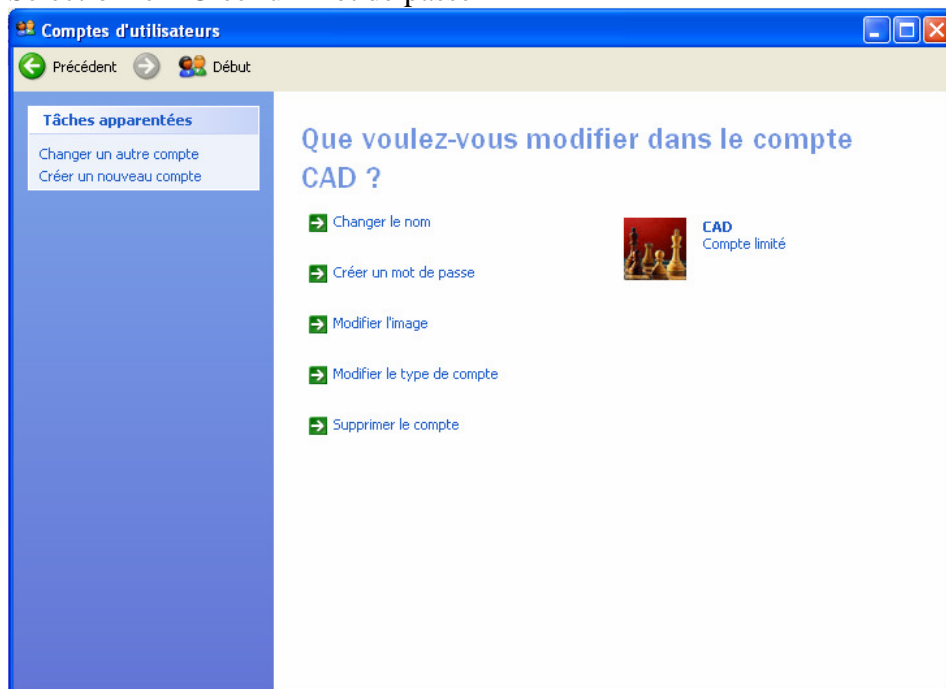 Comptes d'utilisateurs
Précédent
Début
Tâches apparentées
Changer un autre compte
Créer un nouveau compte
Que voulez-vous modifier dans le compte
CAD ?
Changer le nom
Créer un mot de passe
Modifier l'image
Modifier le type de compte
Supprimer le compte
CAD
Compte limité